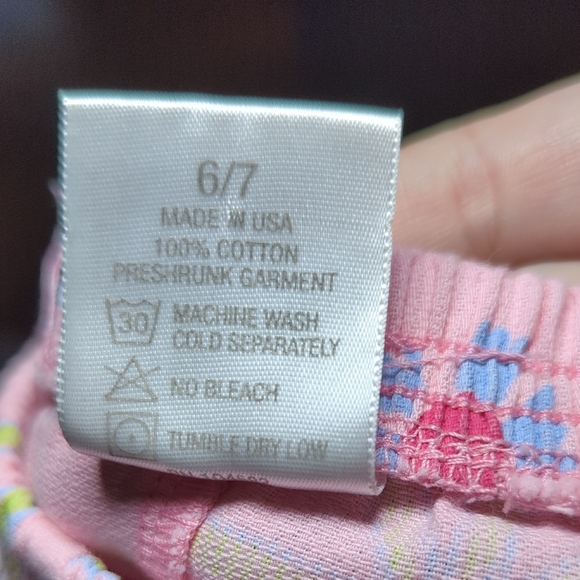 6/7
MADE IN USA
100% COTTON
PRESHRUNK GARMENT
30 MACHINE WASH
COLD SEPARATELY
NO BLEACH
TUMBLE DRY LOW